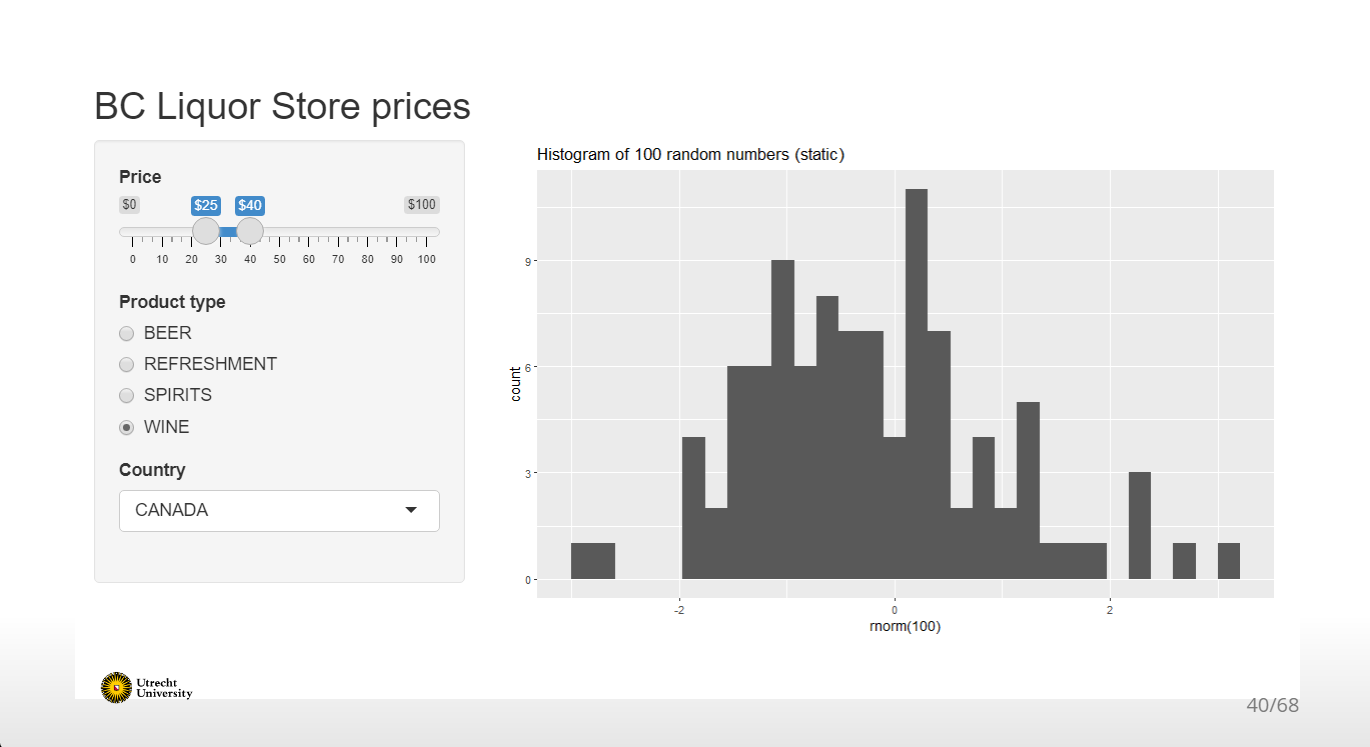 BC Liquor Store prices
Price
$0 $25 $40 $100
0 10 20 30 40 50 60 70 80 90 100
Product type
BEER
REFRESHMENT
SPIRITS
WINE
Country
CANADA
Histogram of 100 random numbers (static)
count
9
6
3
0
-2 0 2
rnorm(100)
Utrecht
University
40/68